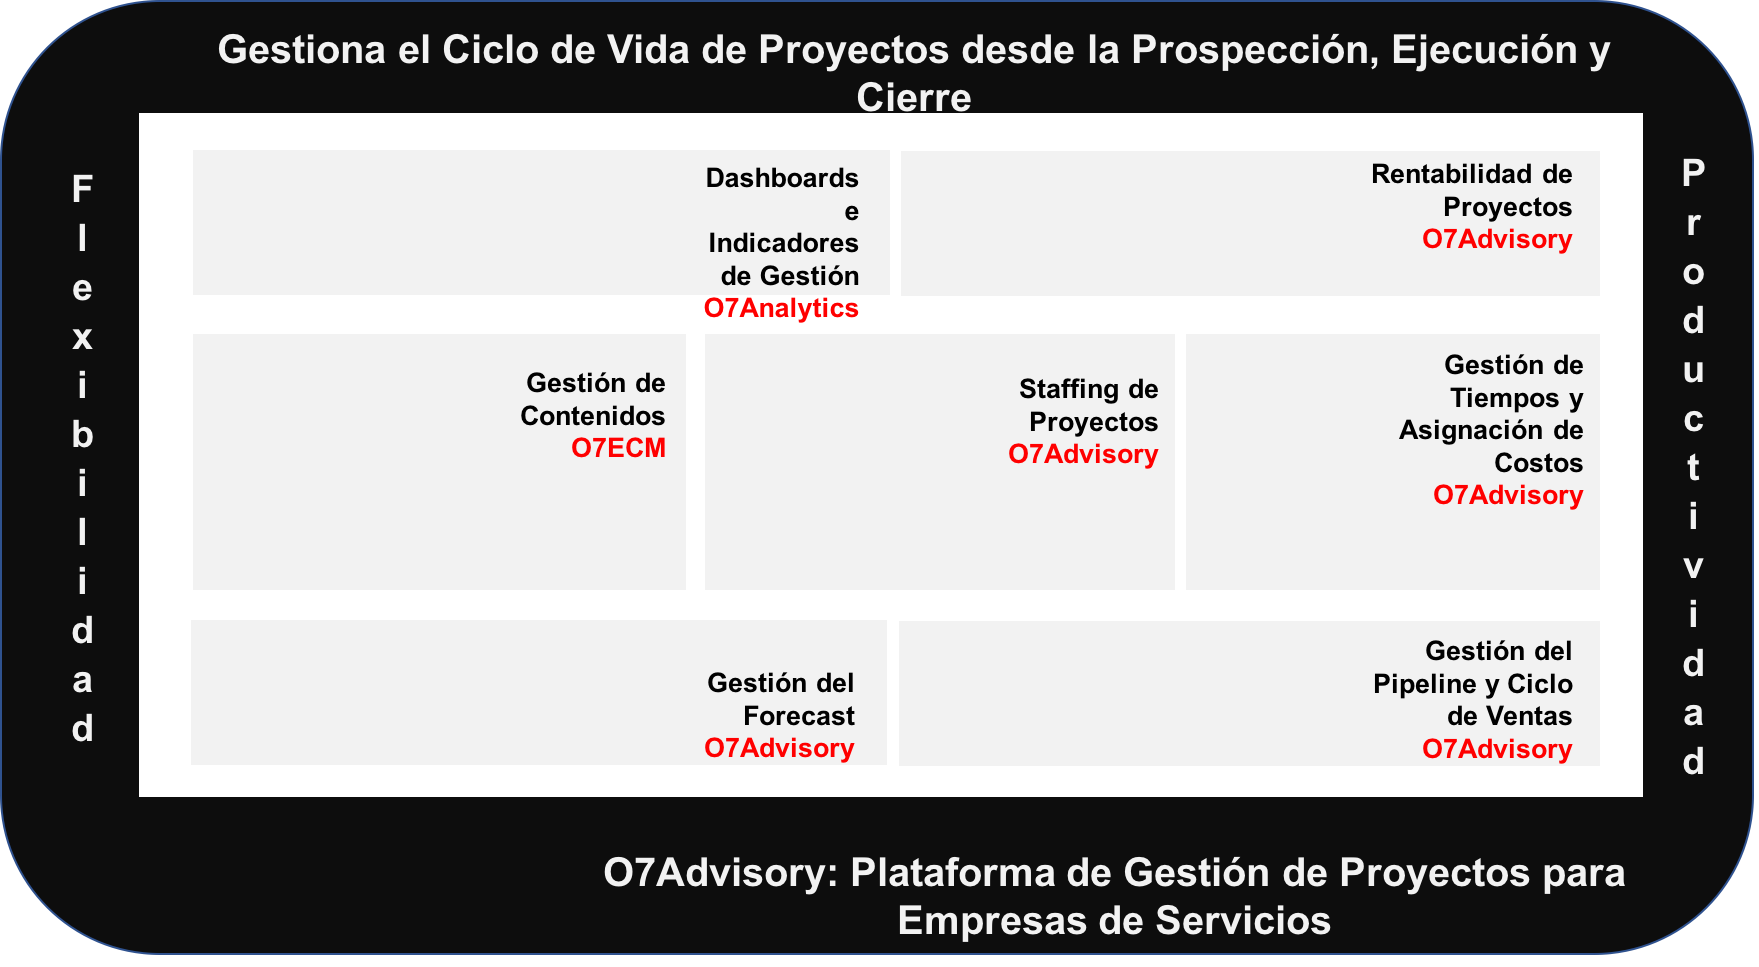 Gestiona el Ciclo de Vida de Proyectos desde la Prospección, Ejecución y
Cierre
Flexibilidad
Dashboards
e
Indicadores
de Gestión
O7Analytics
Rentabilidad de
Proyectos
O7Advisory
Gestión de
Contenidos
O7ECM
Staffing de
Proyectos
O7Advisory
Gestión de
Tiempos y
Asignación de
Costos
O7Advisory
Gestión del
Forecast
O7Advisory
Gestión del
Pipeline y Ciclo
de Ventas
O7Advisory
Productividad
O7Advisory: Plataforma de Gestión de Proyectos para
Empresas de Servicios